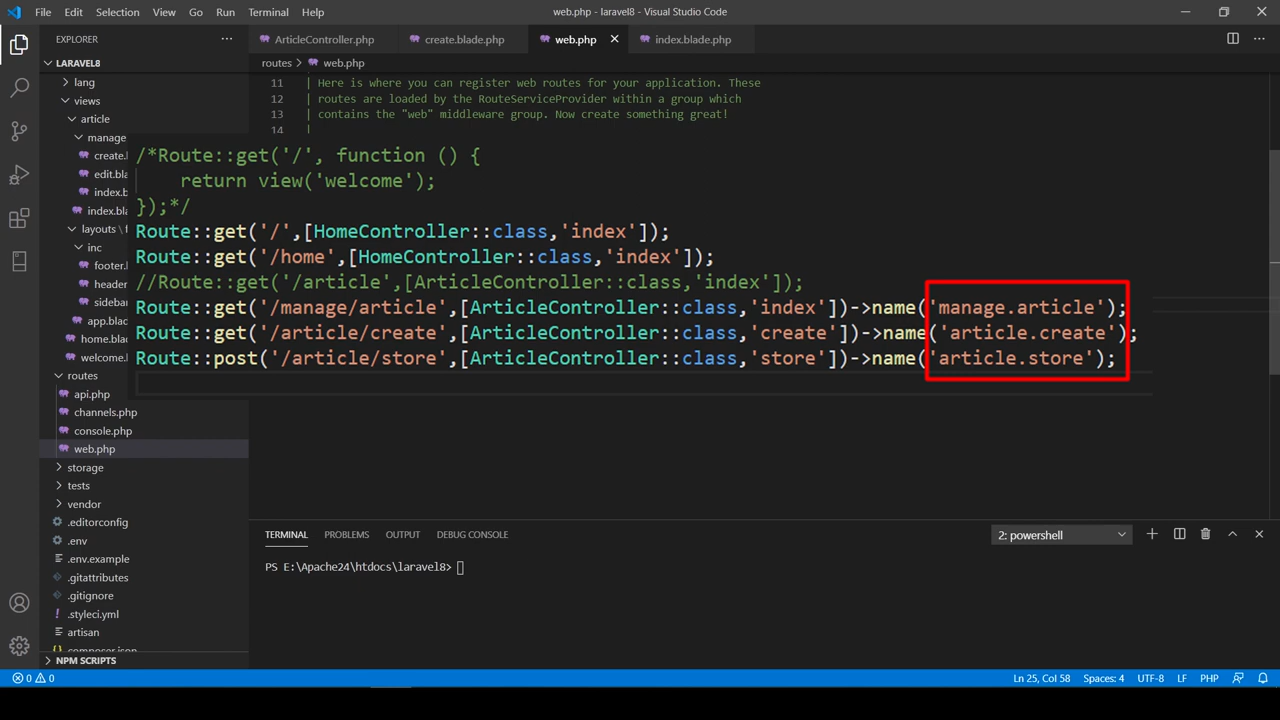 File Edit Selection View Go Run Terminal Help
web.php - laravel8 - Visual Studio Code
EXPLORER
ArticleController.php
create.blade.php
web.php
index.blade.php
LARAVEL8
routes > web.php
lang
views
article
manage
create.l
edit.bla
index.b
index.bla
layouts \ f
inc
footer.l
header
sideba
app.blad
home.bla
welcome.
routes
api.php
channels.php
console.php
web.php
storage
tests
vendor
.editorconfig
.env
.env.example
.gitattributes
.gitignore
.styleci.yml
artisan
composer.json
NPM SCRIPTS
11 | Here is where you can register web routes for your application. These
12 | routes are loaded by the RouteServiceProvider within a group which
13 | contains the "web" middleware group. Now create something great!
14 |
/*Route::get('/', function () {
return view('welcome');
});*/
Route::get('/',[HomeController::class,'index']);
Route::get('/home',[HomeController::class,'index']);
//Route::get('/article',[ArticleController::class,'index']);
Route::get('/manage/article',[ArticleController::class,'index'])->name('manage.article');
Route::get('/article/create',[ArticleController::class,'create'])->name('article.create');
Route::post('/article/store',[ArticleController::class,'store'])->name('article.store');
TERMINAL PROBLEMS OUTPUT DEBUG CONSOLE
2: powershell
PS E:\Apache24\htdocs\laravel8>
0 0
Ln 25, Col 58 Spaces: 4 UTF-8 LF PHP